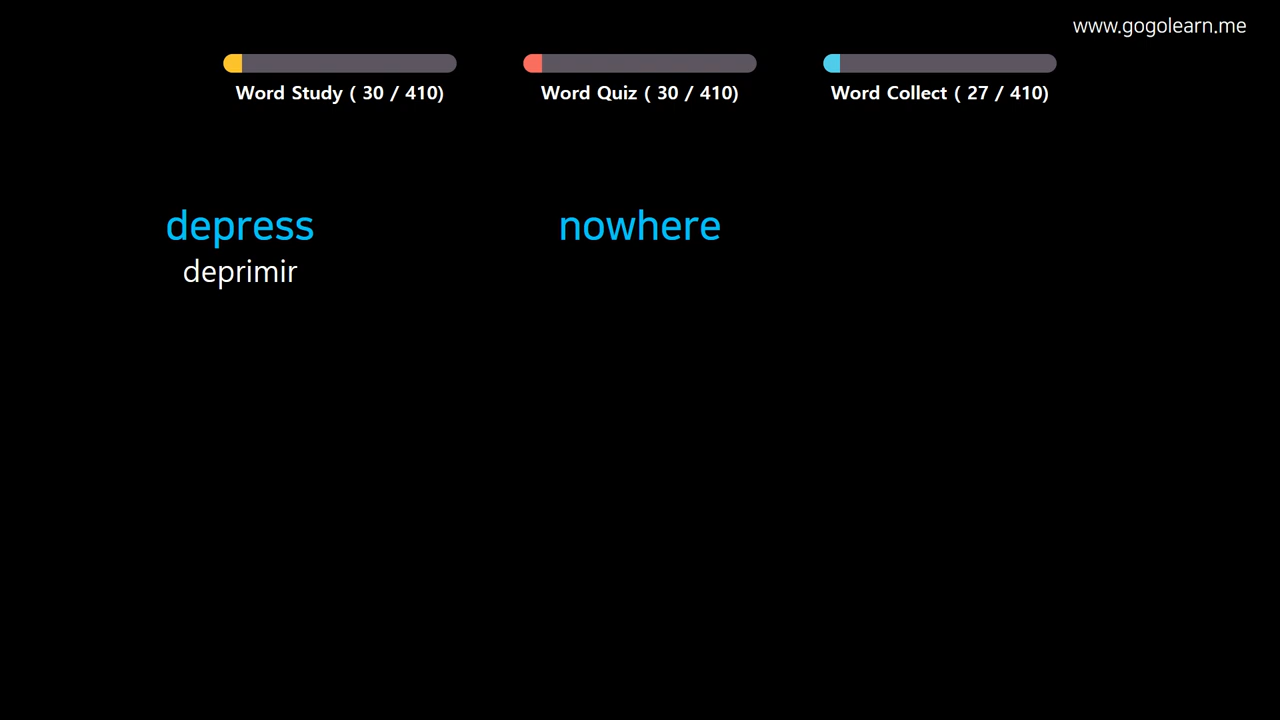 www.gogolearn.me
Word Study ( 30 / 410)
Word Quiz ( 30 / 410)
Word Collect ( 27 / 410)
depress
deprimir
nowhere